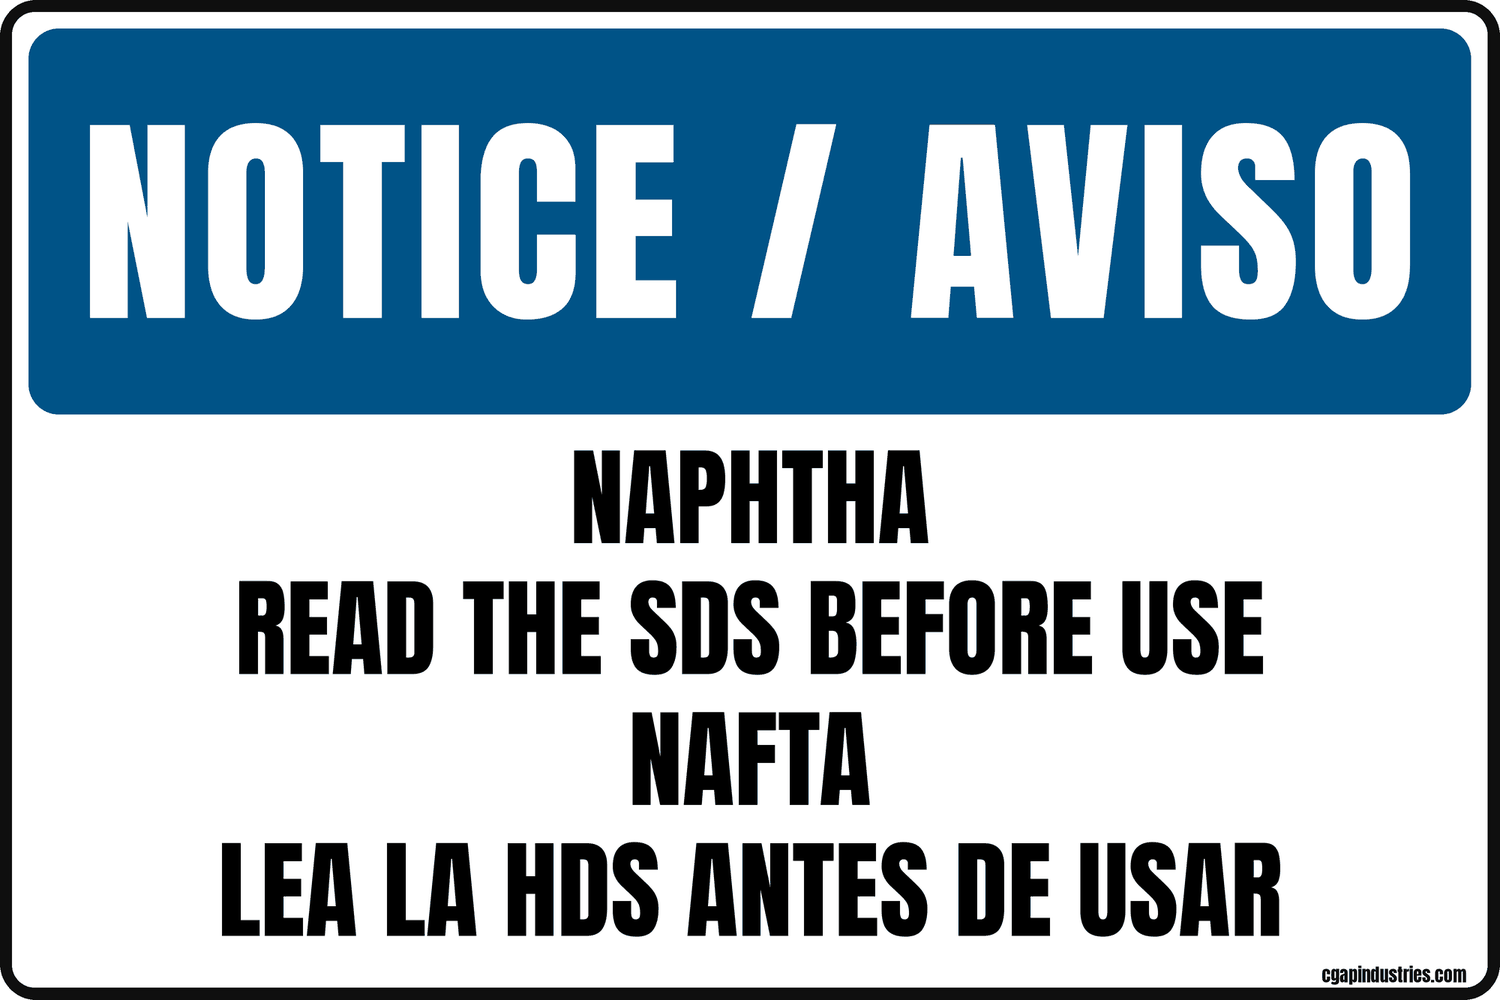 NOTICE / AVISO
NAPHTHA
READ THE SDS BEFORE USE
NAFTA
LEA LA HDS ANTES DE USAR
cgapindustries.com